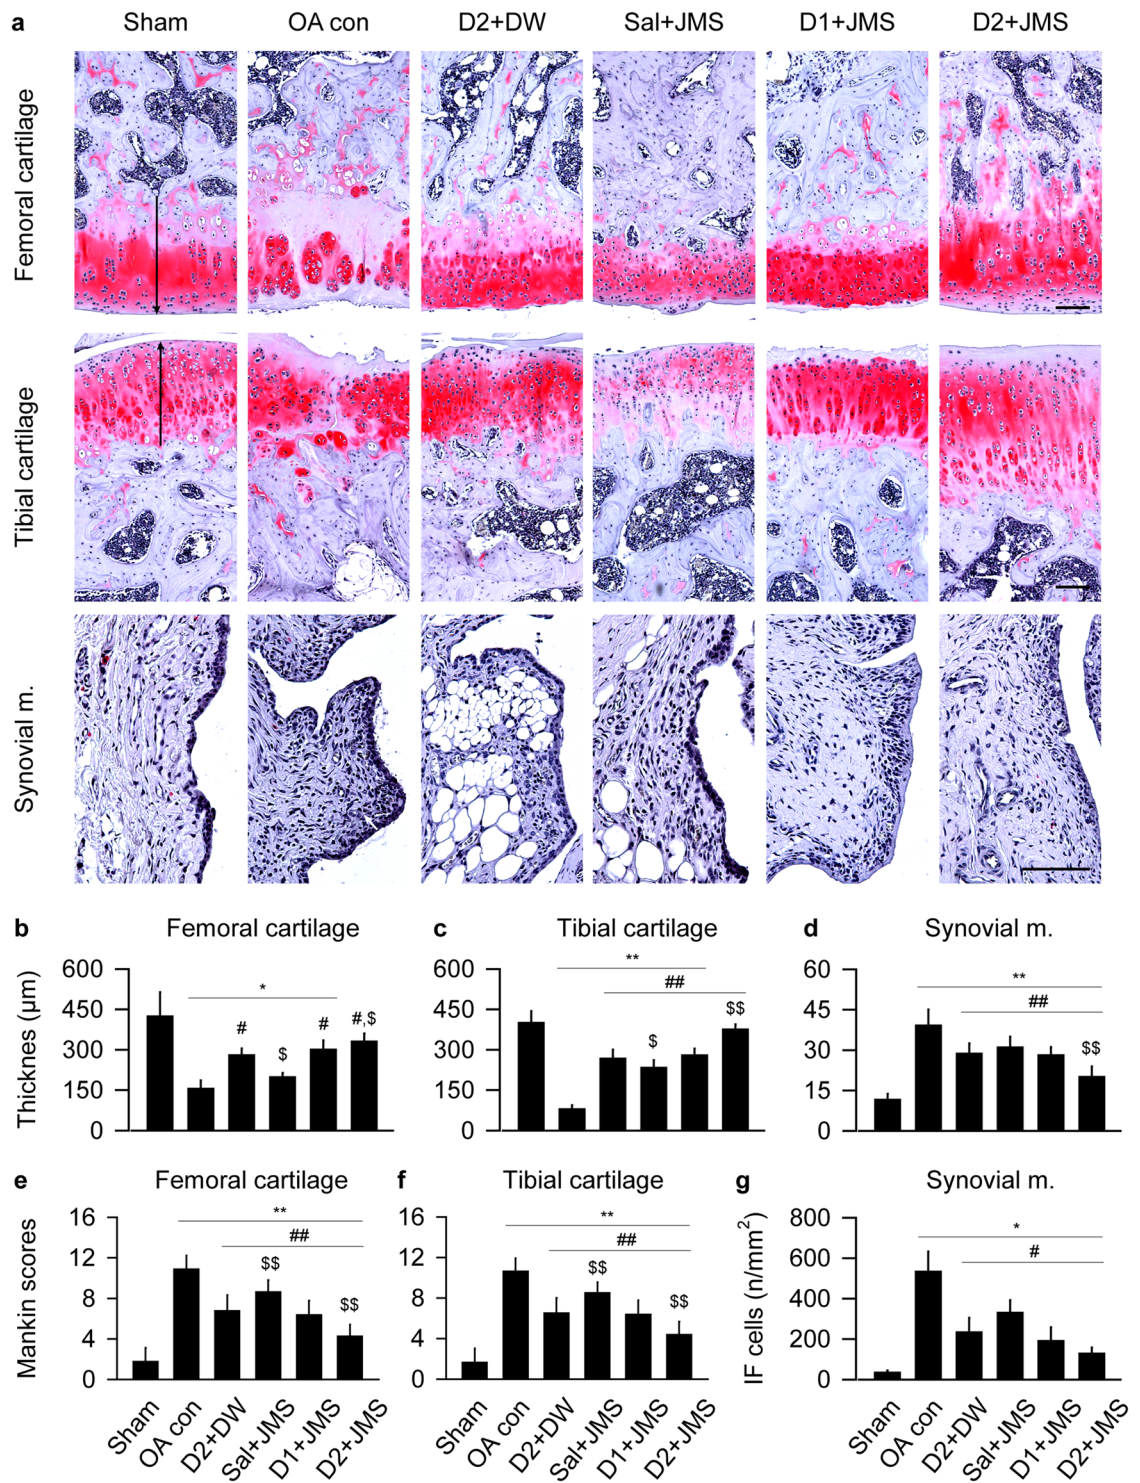 a Sham OA con D2+DW Sal+JMS D1+JMS D2+JMS
Femoral cartilage
Tibial cartilage
Synovial m.
b Femoral cartilage c Tibial cartilage d Synovial m.
Thicknes (µm)
600 450 300 150 0
* # $ # #,$
600 450 300 150 0
** ## $ $$
60 45 30 15 0
** ## $$
e Femoral cartilage f Tibial cartilage g Synovial m.
Mankin scores
16 12 8 4 0
** ## $$ $$
16 12 8 4 0
** ## $$ $$
IF cells (n/mm²)
800 600 400 200 0
* #
Sham OA con D2+DW Sal+JMS D1+JMS D2+JMS
Sham OA con D2+DW Sal+JMS D1+JMS D2+JMS
Sham OA con D2+DW Sal+JMS D1+JMS D2+JMS